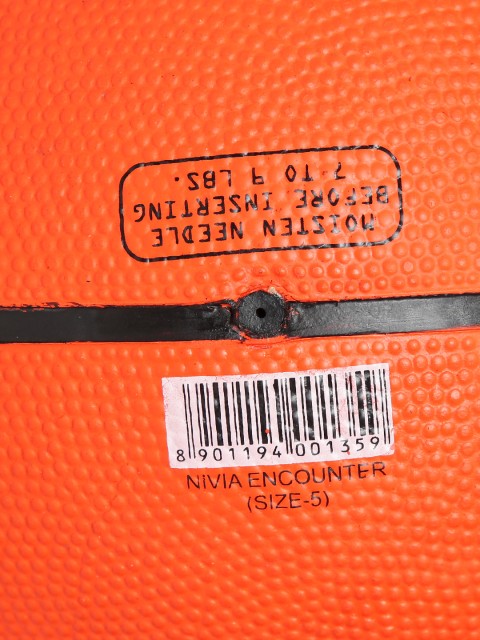 MOISTEN NEEDLE
BEFORE INSERTING
7 TO 9 LBS.
8 901194 001359
NIVIA ENCOUNTER
(SIZE-5)